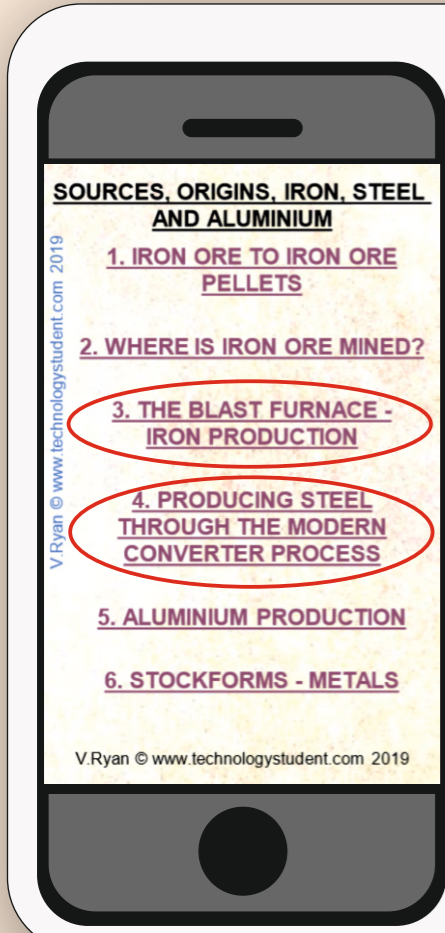 SOURCES, ORIGINS, IRON, STEEL
AND ALUMINIUM
1. IRON ORE TO IRON ORE
PELLETS
2. WHERE IS IRON ORE MINED?
3. THE BLAST FURNACE -
IRON PRODUCTION
4. PRODUCING STEEL
THROUGH THE MODERN
CONVERTER PROCESS
5. ALUMINIUM PRODUCTION
6. STOCKFORMS - METALS
V.Ryan © www.technologystudent.com 2019
V.Ryan © www.technologystudent.com 2019